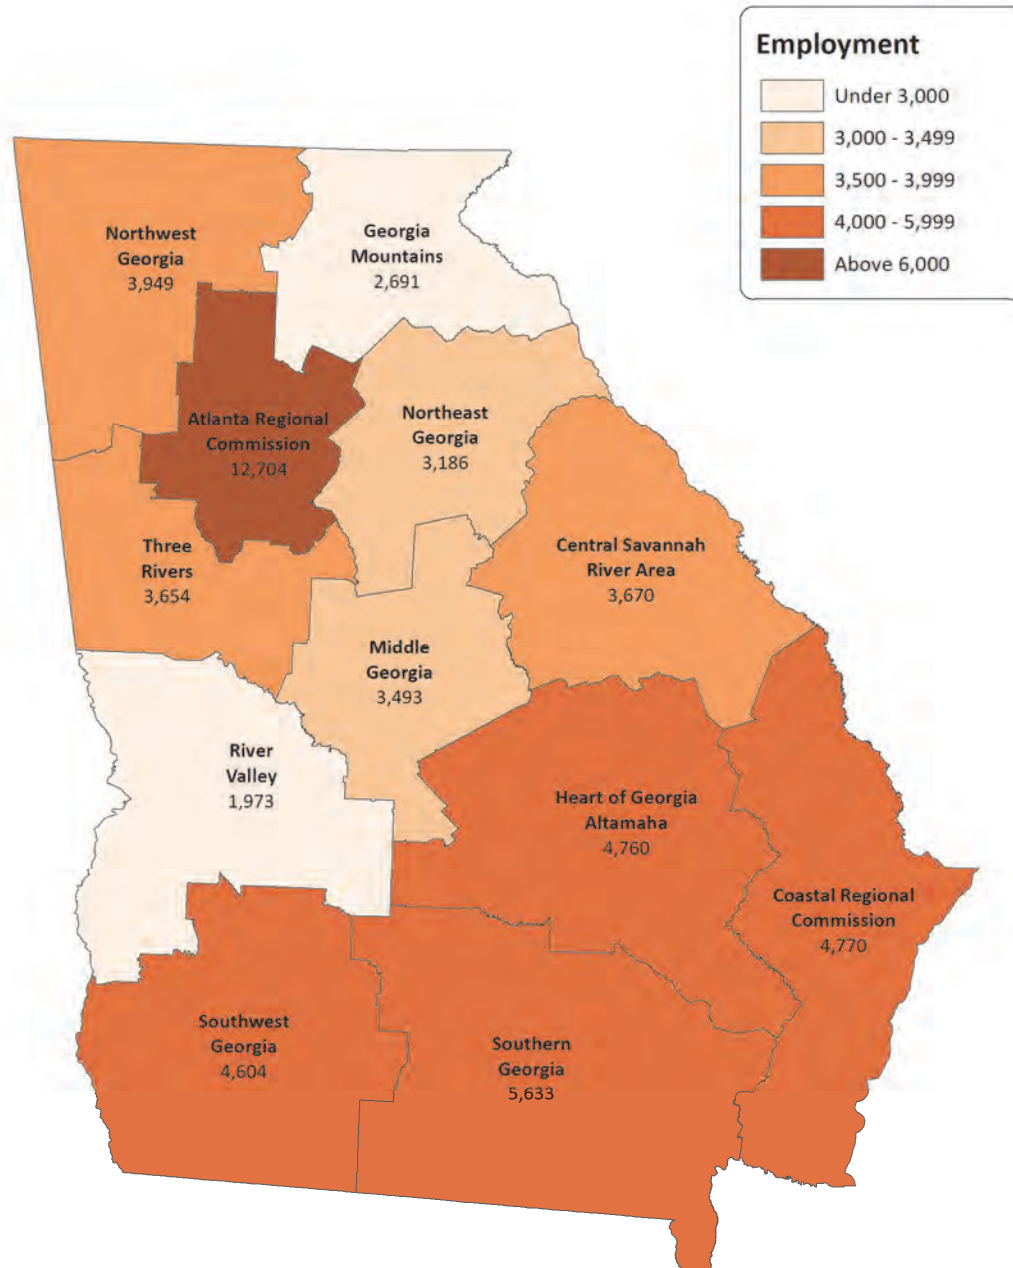 Employment
Under 3,000
3,000 - 3,499
3,500 - 3,999
4,000 - 5,999
Above 6,000
Northwest
Georgia
3,949
Georgia
Mountains
2,691
Atlanta Regional
Commission
12,704
Northeast
Georgia
3,186
Three
Rivers
3,654
Central Savannah
River Area
3,670
Middle
Georgia
3,493
River
Valley
1,973
Heart of Georgia
Altamaha
4,760
Coastal Regional
Commission
4,770
Southwest
Georgia
4,604
Southern
Georgia
5,633